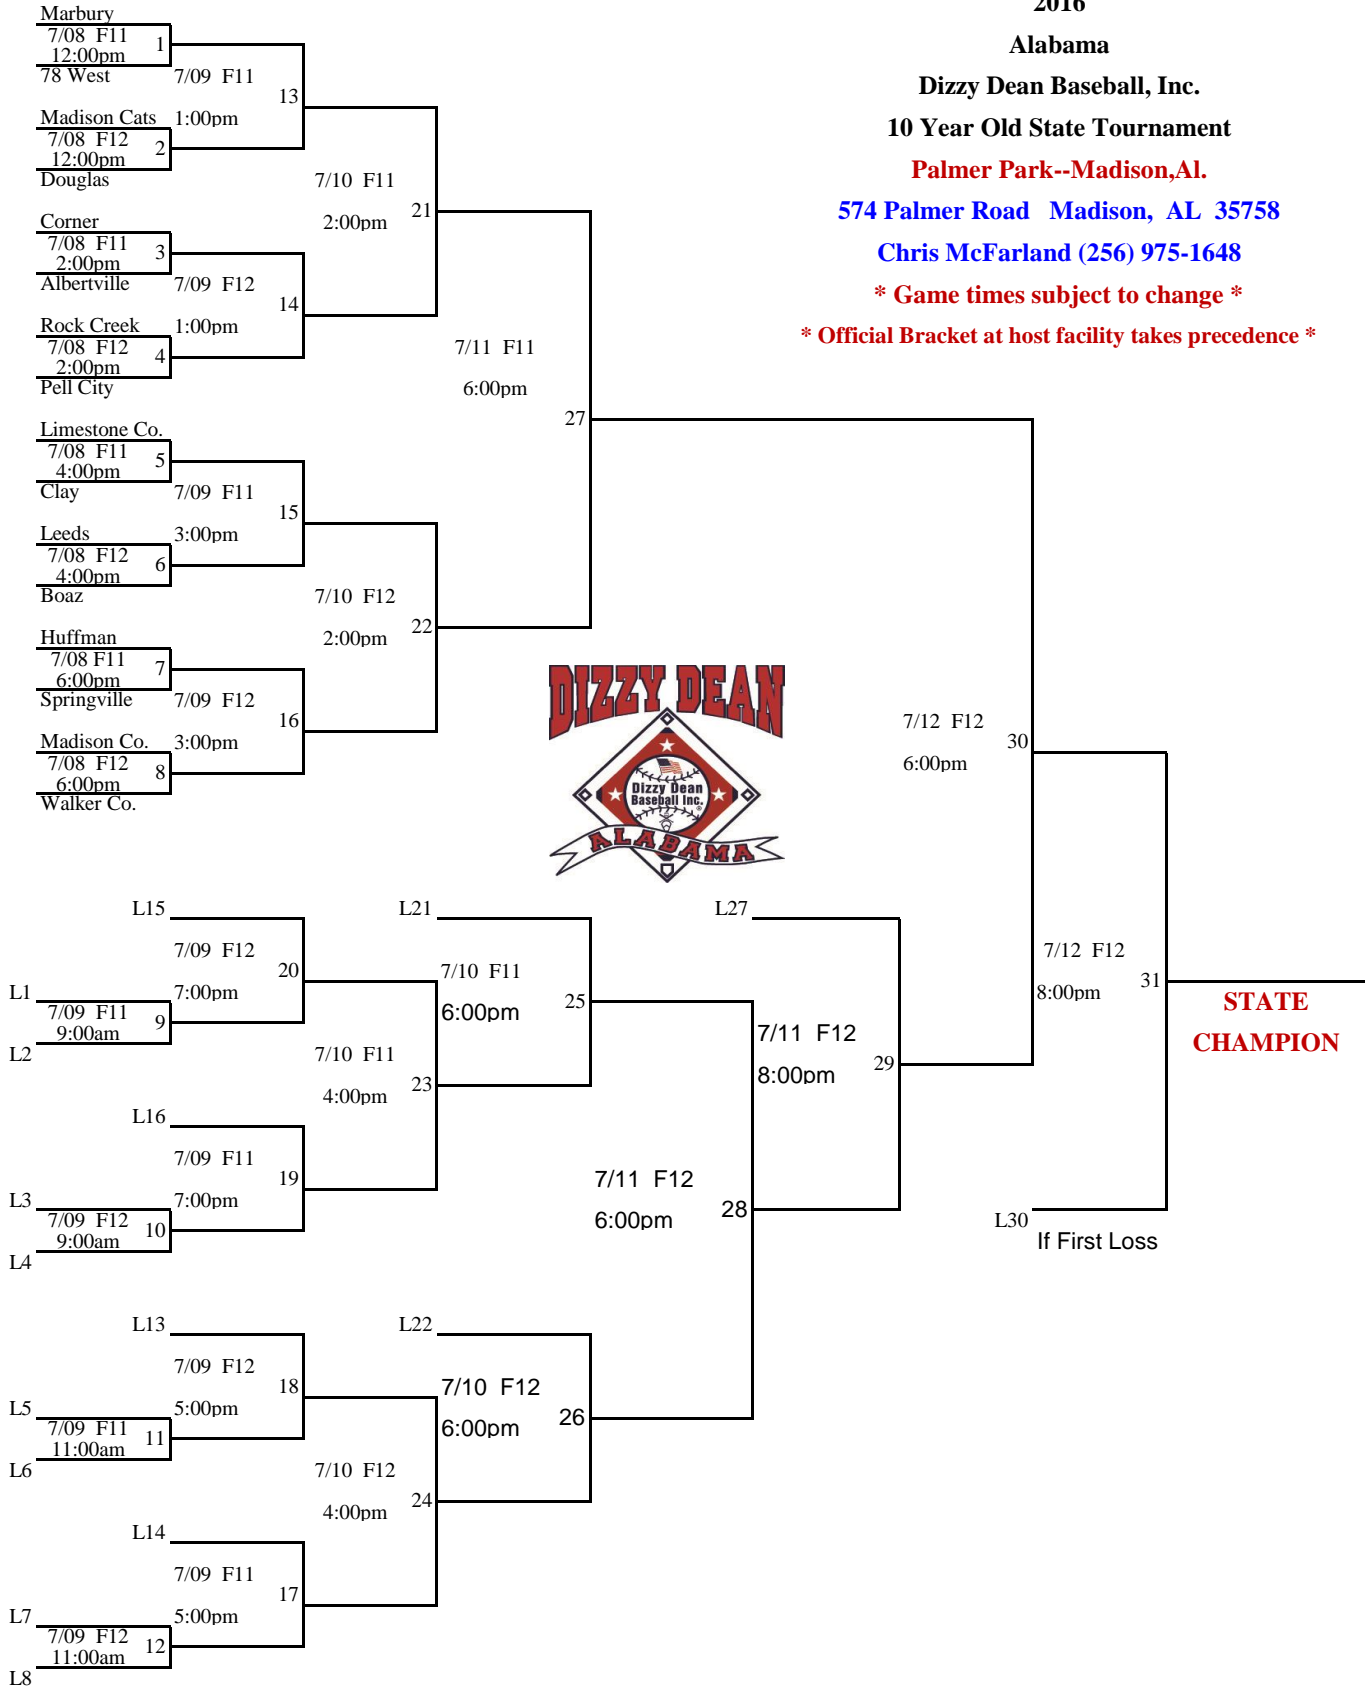 2016
Alabama
Dizzy Dean Baseball, Inc.
10 Year Old State Tournament
Palmer Park--Madison,Al.
574 Palmer Road Madison, AL 35758
Chris McFarland (256) 975-1648
* Game times subject to change *
* Official Bracket at host facility takes precedence *
Marbury
7/08 F11
12:00pm
1
78 West
7/09 F11
1:00pm
13
Madison Cats
7/08 F12
12:00pm
2
Douglas
7/10 F11
2:00pm
21
Corner
7/08 F11
2:00pm
3
Albertville
7/09 F12
1:00pm
14
Rock Creek
7/08 F12
2:00pm
4
Pell City
7/11 F11
6:00pm
27
Limestone Co.
7/08 F11
4:00pm
5
Clay
7/09 F11
3:00pm
15
Leeds
7/08 F12
4:00pm
6
Boaz
7/10 F12
2:00pm
22
Huffman
7/08 F11
6:00pm
7
Springville
7/09 F12
3:00pm
16
Madison Co.
7/08 F12
6:00pm
8
Walker Co.
DIZZY DEAN
Dizzy Dean
Baseball Inc.
®
ALABAMA
7/12 F12
6:00pm
30
L15
7/09 F12
7:00pm
20
L1
7/09 F11
9:00am
9
L2
L21
7/10 F11
6:00pm
25
7/10 F11
4:00pm
23
L16
7/09 F11
7:00pm
19
L3
7/09 F12
9:00am
10
L4
L27
7/11 F12
8:00pm
29
7/11 F12
6:00pm
28
7/12 F12
8:00pm
31
STATE
CHAMPION
L30
If First Loss
L13
7/09 F12
5:00pm
18
L5
7/09 F11
11:00am
11
L6
L22
7/10 F12
6:00pm
26
7/10 F12
4:00pm
24
L14
7/09 F11
5:00pm
17
L7
7/09 F12
11:00am
12
L8